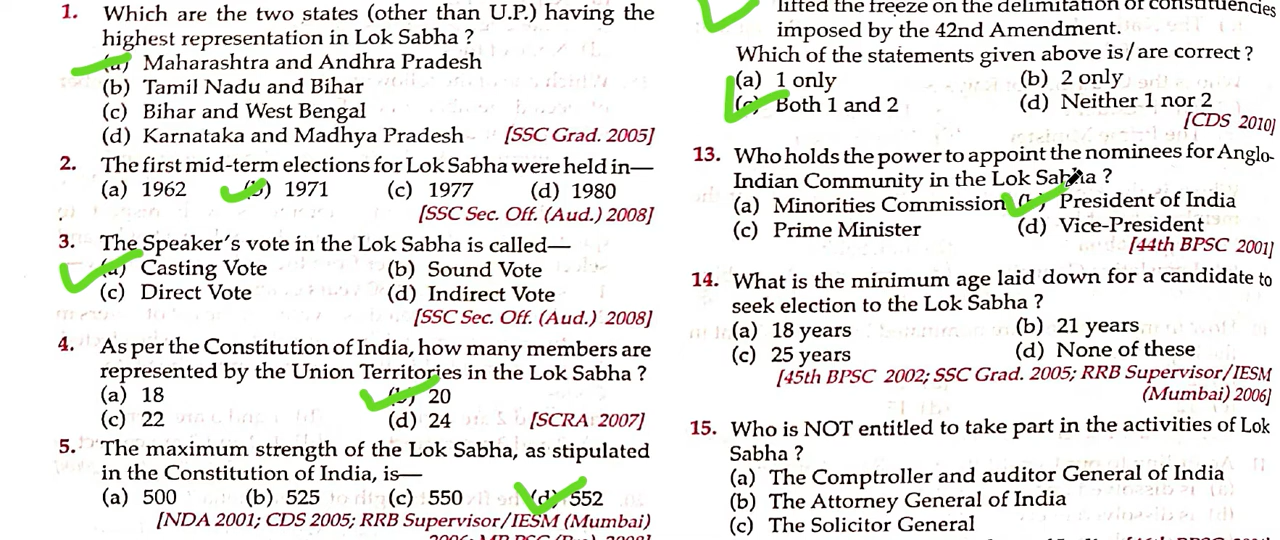 1. Which are the two states (other than U.P.) having the
highest representation in Lok Sabha ?
(a) Maharashtra and Andhra Pradesh
(b) Tamil Nadu and Bihar
(c) Bihar and West Bengal
(d) Karnataka and Madhya Pradesh [SSC Grad. 2005]
2. The first mid-term elections for Lok Sabha were held in—
(a) 1962 (b) 1971 (c) 1977 (d) 1980
[SSC Sec. Off. (Aud.) 2008]
3. The Speaker's vote in the Lok Sabha is called—
(a) Casting Vote (b) Sound Vote
(c) Direct Vote (d) Indirect Vote
[SSC Sec. Off. (Aud.) 2008]
4. As per the Constitution of India, how many members are
represented by the Union Territories in the Lok Sabha ?
(a) 18 (b) 20
(c) 22 (d) 24 [SCRA 2007]
5. The maximum strength of the Lok Sabha, as stipulated
in the Constitution of India, is—
(a) 500 (b) 525 (c) 550 (d) 552
[NDA 2001; CDS 2005; RRB Supervisor/IESM (Mumbai)
lifted the freeze on the delimitation of constituencies
imposed by the 42nd Amendment.
Which of the statements given above is/are correct ?
(a) 1 only (b) 2 only
(c) Both 1 and 2 (d) Neither 1 nor 2
[CDS 2010]
13. Who holds the power to appoint the nominees for Anglo-
Indian Community in the Lok Sabha ?
(a) Minorities Commission (b) President of India
(c) Prime Minister (d) Vice-President
[44th BPSC 2001]
14. What is the minimum age laid down for a candidate to
seek election to the Lok Sabha ?
(a) 18 years (b) 21 years
(c) 25 years (d) None of these
[45th BPSC 2002; SSC Grad. 2005; RRB Supervisor/IESM
(Mumbai) 2006]
15. Who is NOT entitled to take part in the activities of Lok
Sabha ?
(a) The Comptroller and auditor General of India
(b) The Attorney General of India
(c) The Solicitor General